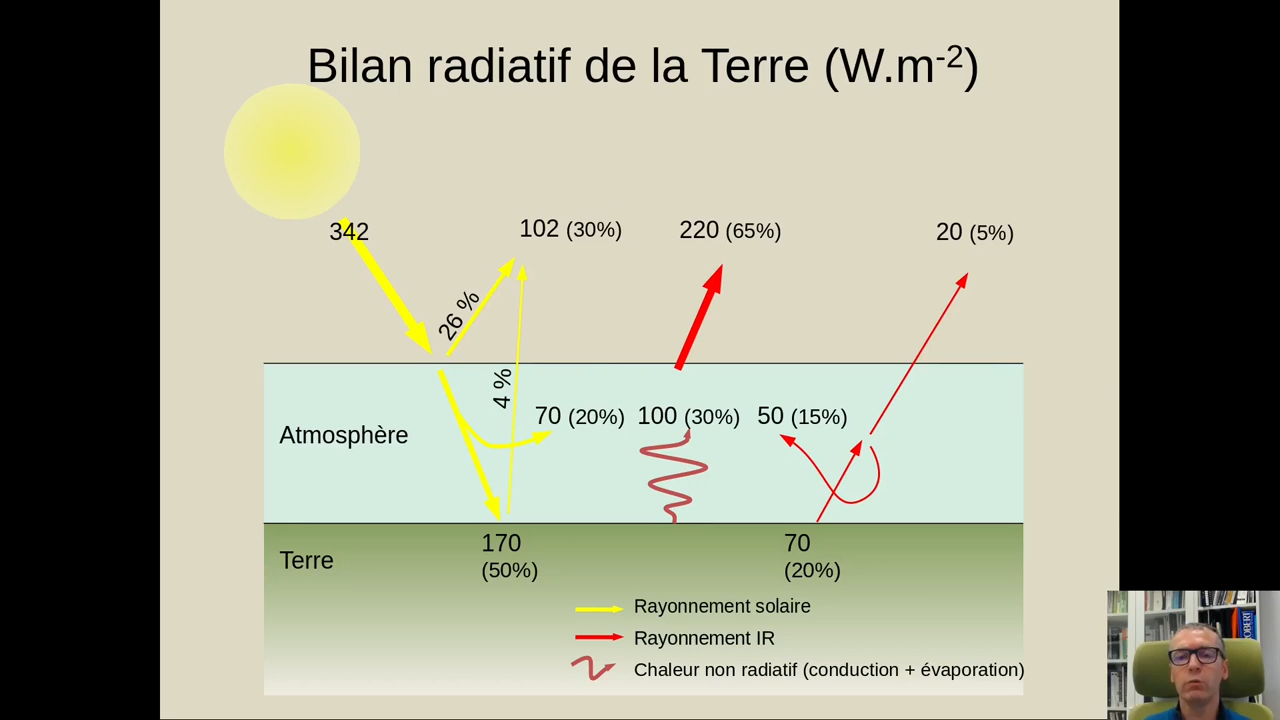 Bilan radiatif de la Terre (W.m-2)
342
102 (30%)
220 (65%)
20 (5%)
26 %
4 %
70 (20%)
100 (30%)
50 (15%)
Atmosphère
Terre
170
(50%)
70
(20%)
Rayonnement solaire
Rayonnement IR
Chaleur non radiatif (conduction + évaporation)